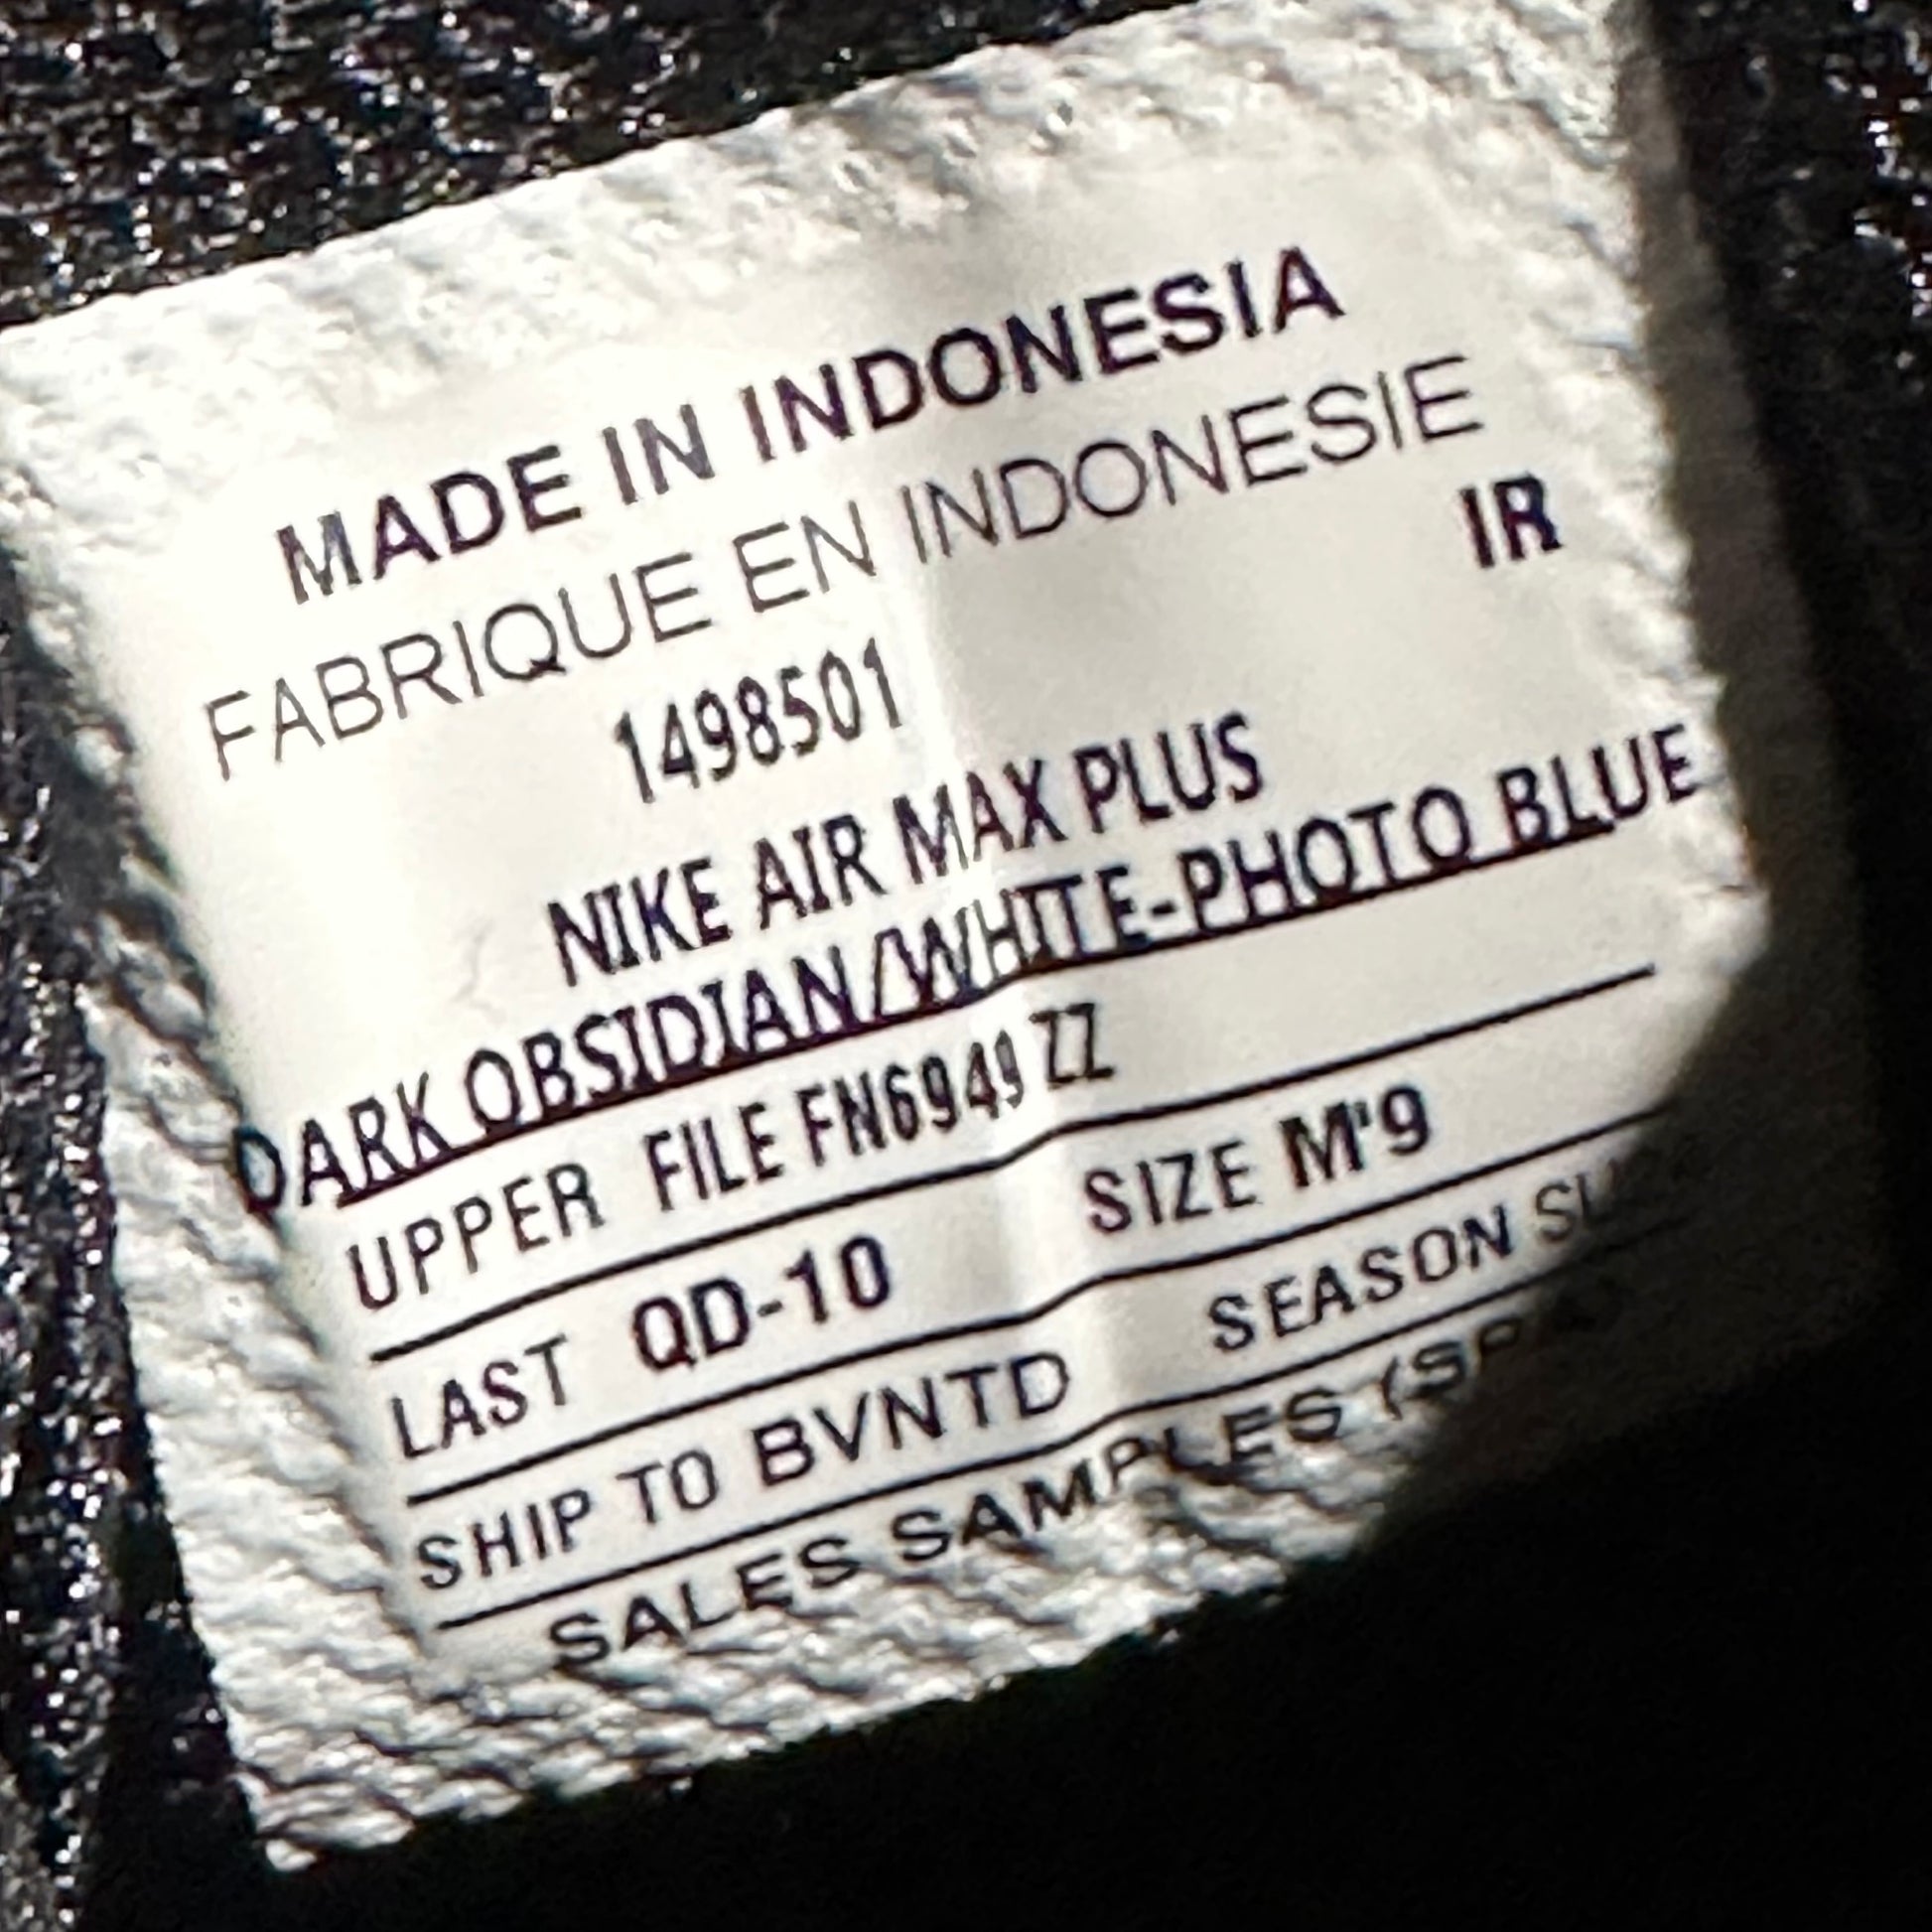 MADE IN INDONESIA
FABRIQUE EN INDONESIE
IR
1498501
NIKE AIR MAX PLUS
DARK OBSIDIAN/WHITE-PHOTO BLUE
UPPER FILE FN6949 ZZ
LAST QD-10 SIZE M'9
SHIP TO BVNTD SEASON
SALES SAMPLES